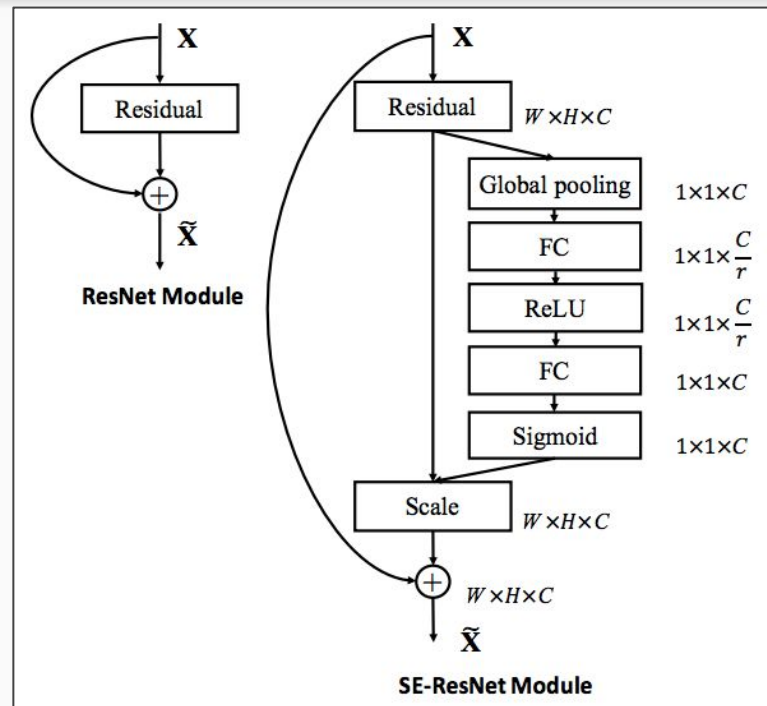 X
Residual
+
X̃
ResNet Module
X
Residual
W×H×C
Global pooling
1×1×C
FC
1×1×C/r
ReLU
1×1×C/r
FC
1×1×C
Sigmoid
1×1×C
Scale
W×H×C
+
W×H×C
X̃
SE-ResNet Module